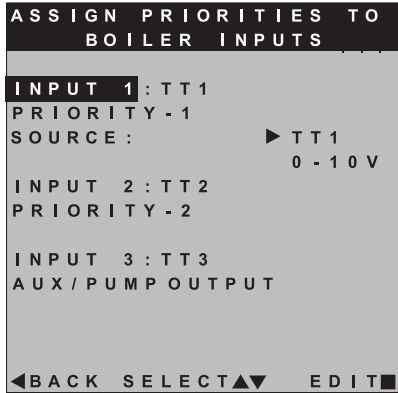 ASSIGN PRIORITIES TO
BOILER INPUTS
INPUT 1:TT1
PRIORITY-1
SOURCE: ▶TT1
0-10V
INPUT 2:TT2
PRIORITY-2
INPUT 3:TT3
AUX/PUMP OUTPUT
◀BACK SELECT▲▼ EDIT■